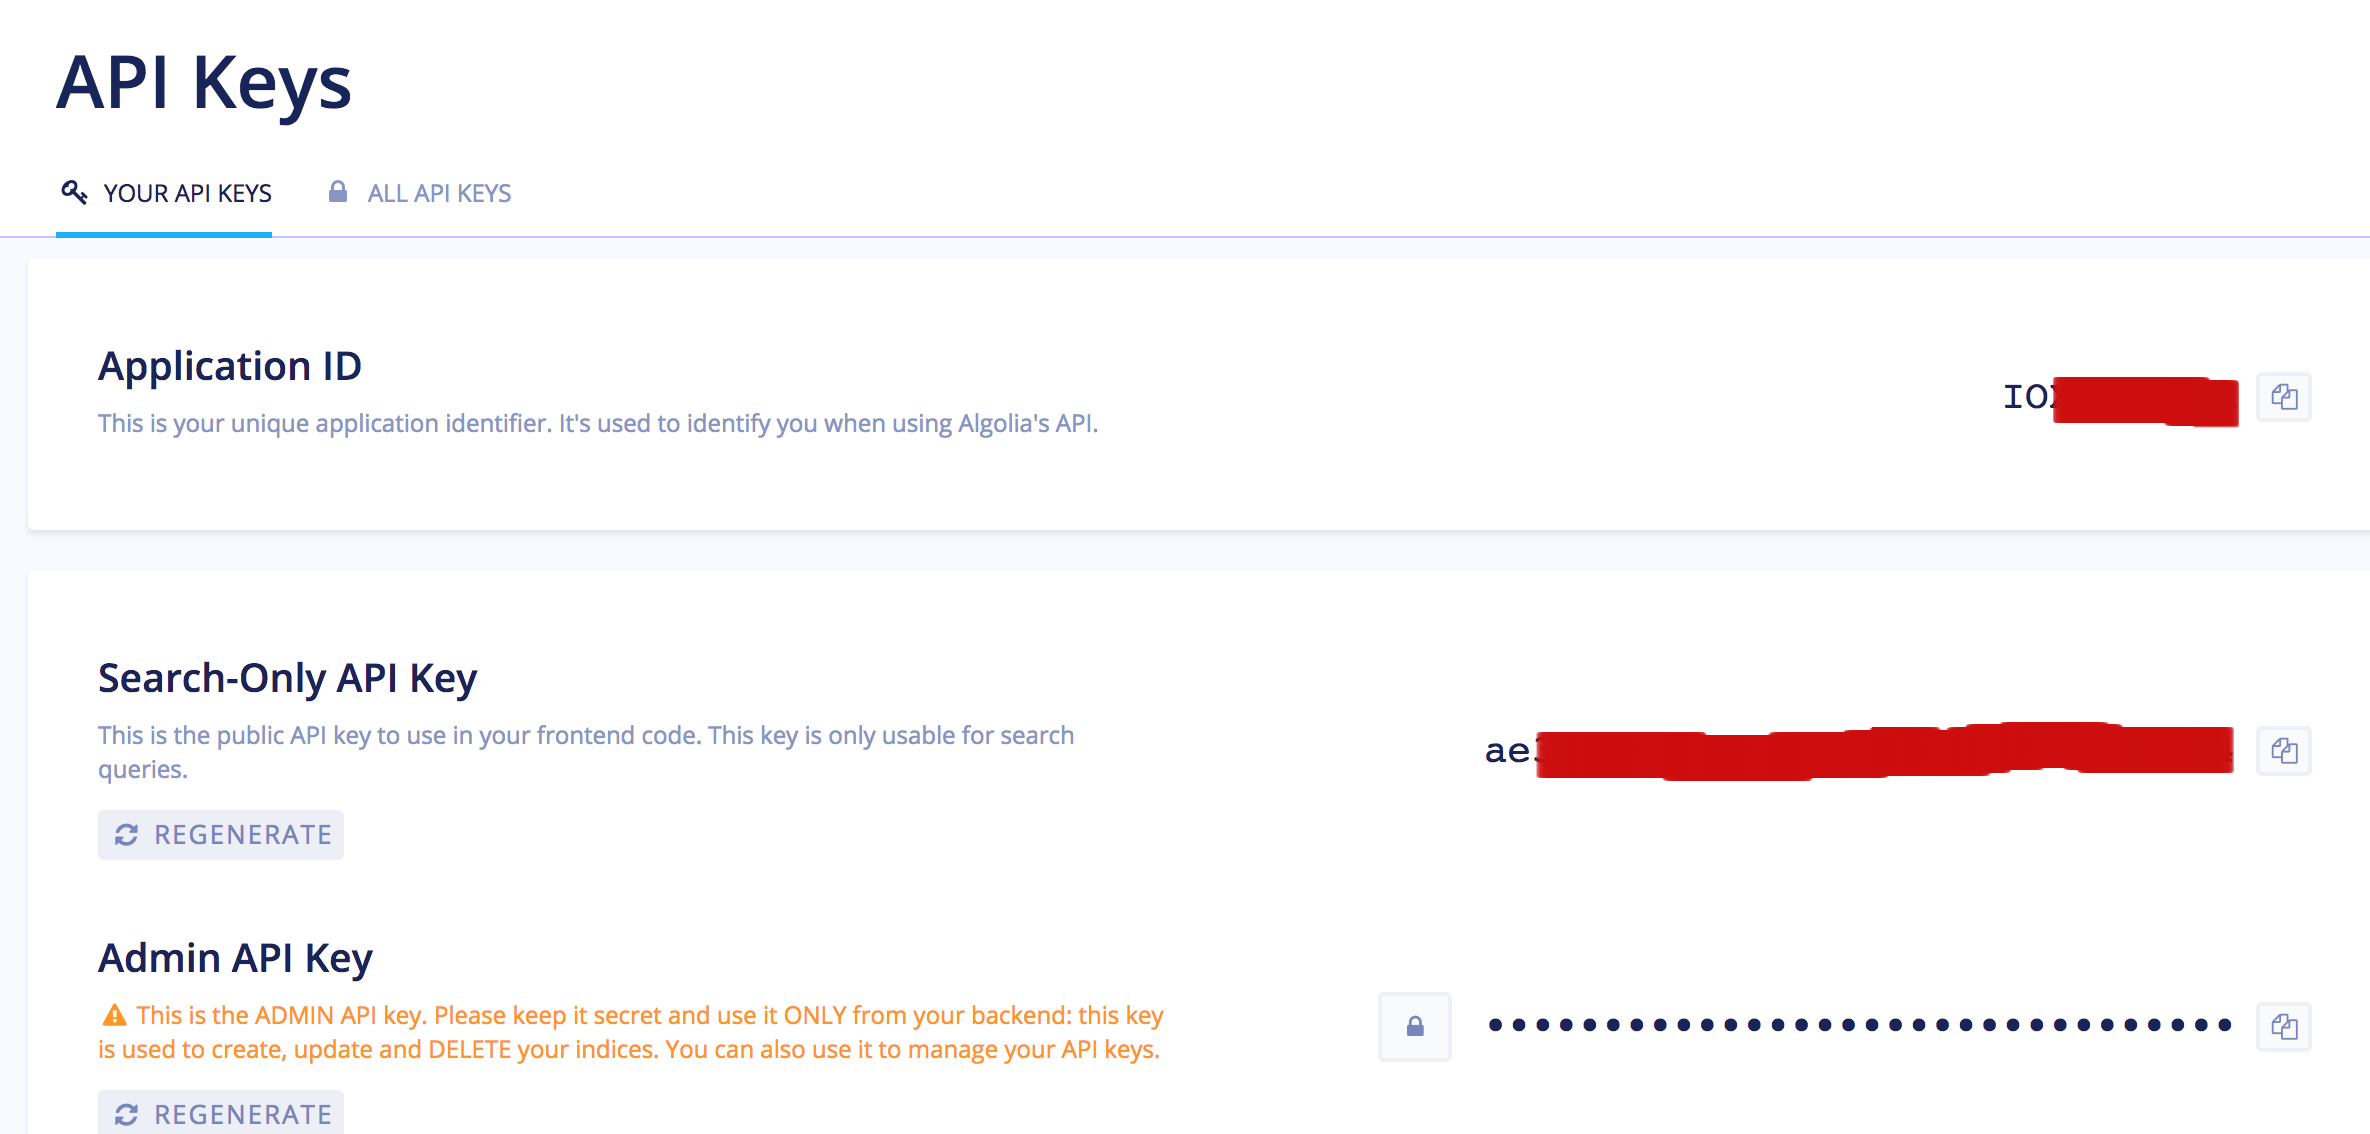 API Keys
YOUR API KEYS
ALL API KEYS
Application ID
This is your unique application identifier. It's used to identify you when using Algolia's API.
IO
Search-Only API Key
This is the public API key to use in your frontend code. This key is only usable for search
queries.
ae
REGENERATE
Admin API Key
This is the ADMIN API key. Please keep it secret and use it ONLY from your backend: this key
is used to create, update and DELETE your indices. You can also use it to manage your API keys.
••••••••••••••••••••••••••••••••
REGENERATE